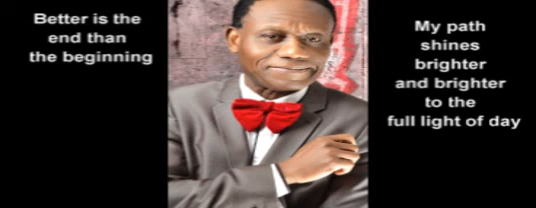 Better is the
end than
the beginning
My path
shines
brighter
and brighter
to the
full light of day